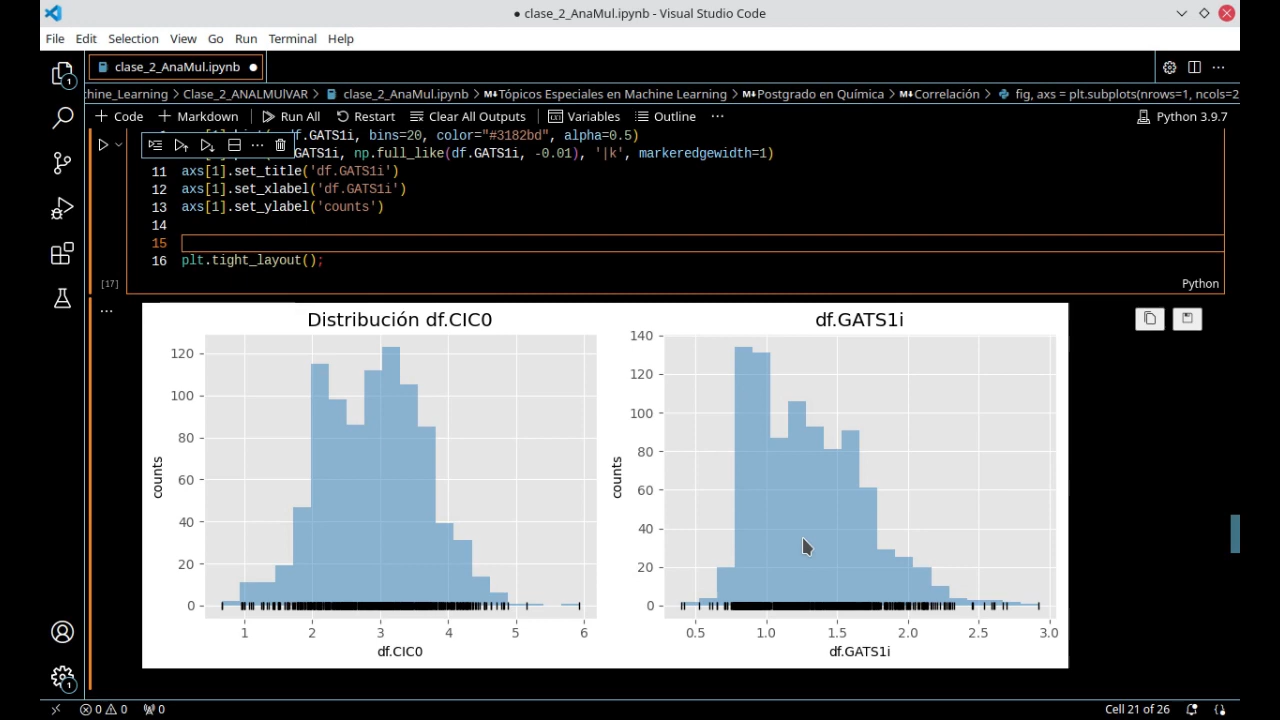 ● clase_2_AnaMul.ipynb - Visual Studio Code
File Edit Selection View Go Run Terminal Help
clase_2_AnaMul.ipynb ●
hine_Learning > Clase_2_ANALMUlVAR > clase_2_AnaMul.ipynb > M↓Tópicos Especiales en Machine Learning > M↓Postgrado en Química > M↓Correlación > fig, axs = plt.subplots(nrows=1, ncols=2
+ Code + Markdown Run All Restart Clear All Outputs Variables Outline ··· Python 3.9.7
df.GATS1i, bins=20, color="#3182bd", alpha=0.5)
GATS1i, np.full_like(df.GATS1i, -0.01), '|k', markeredgewidth=1)
11 axs[1].set_title('df.GATS1i')
12 axs[1].set_xlabel('df.GATS1i')
13 axs[1].set_ylabel('counts')
14
15
16 plt.tight_layout();
[17] Python
Distribución df.CIC0
120
100
80
60
40
20
0
counts
1 2 3 4 5 6
df.CIC0
df.GATS1i
140
120
100
80
60
40
20
0
counts
0.5 1.0 1.5 2.0 2.5 3.0
df.GATS1i
0 0 0 Cell 21 of 26